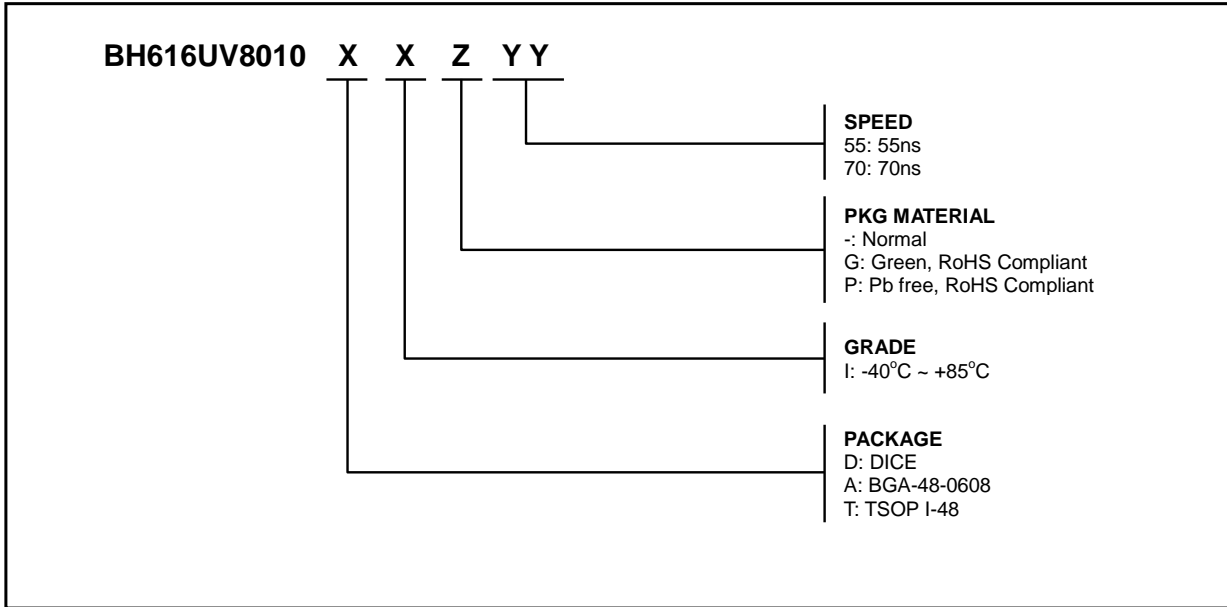 BH616UV8010 X X Z Y Y
SPEED
55: 55ns
70: 70ns
PKG MATERIAL
-: Normal
G: Green, RoHS Compliant
P: Pb free, RoHS Compliant
GRADE
I: -40°C ~ +85°C
PACKAGE
D: DICE
A: BGA-48-0608
T: TSOP I-48